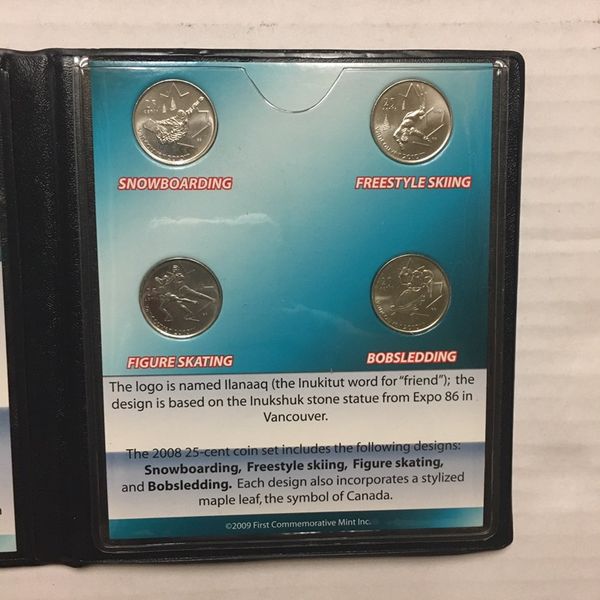 SNOWBOARDING
FREESTYLE SKIING
FIGURE SKATING
BOBSLEDDING
The logo is named Ilanaaq (the Inukitut word for "friend"); the
design is based on the Inukshuk stone statue from Expo 86 in
Vancouver.
The 2008 25-cent coin set includes the following designs:
Snowboarding, Freestyle skiing, Figure skating,
and Bobsledding. Each design also incorporates a stylized
maple leaf, the symbol of Canada.
©2009 First Commemorative Mint Inc.